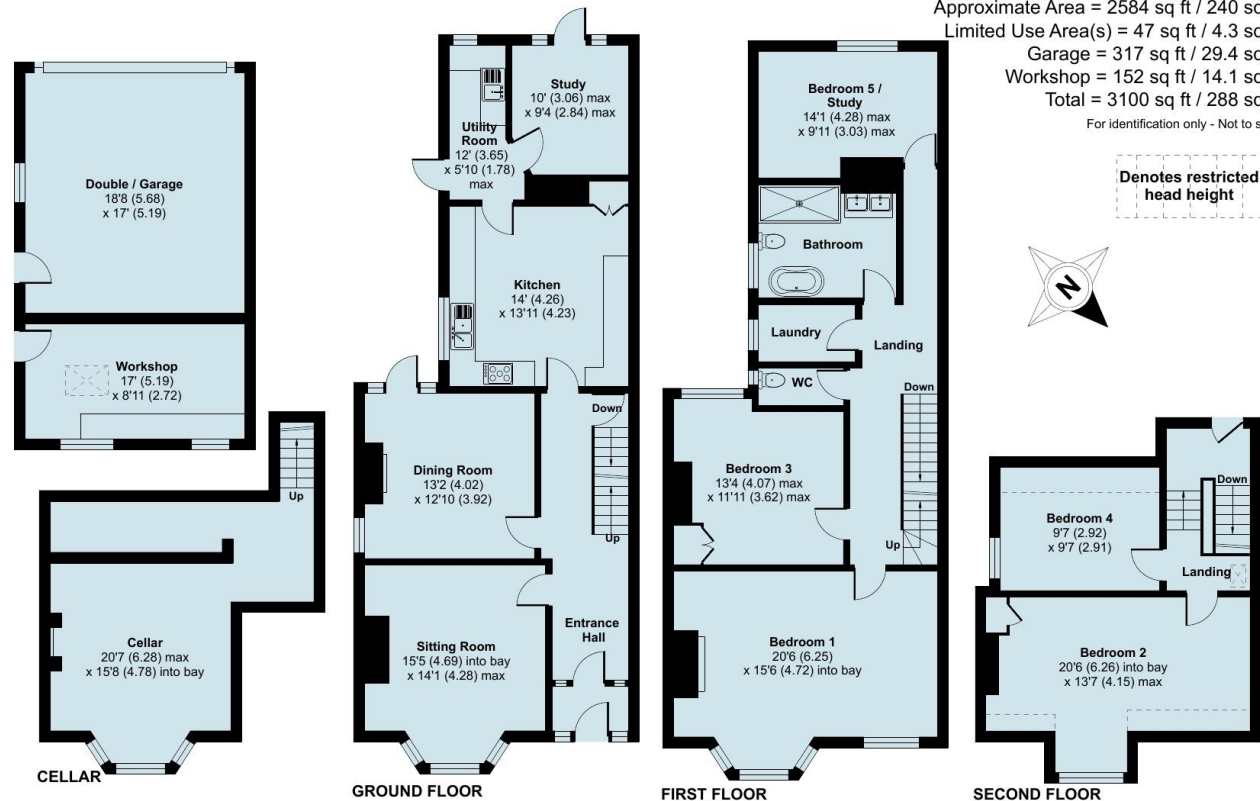 Approximate Area = 2584 sq ft / 240 sq
Limited Use Area(s) = 47 sq ft / 4.3 sq
Garage = 317 sq ft / 29.4 sq
Workshop = 152 sq ft / 14.1 sq
Total = 3100 sq ft / 288 sq
For identification only - Not to s
Denotes restricted
head height
N
Double / Garage
18'8 (5.68)
x 17' (5.19)
Workshop
17' (5.19)
x 8'11 (2.72)
Up
Cellar
20'7 (6.28) max
x 15'8 (4.78) into bay
CELLAR
Study
10' (3.06) max
x 9'4 (2.84) max
Utility
Room
12' (3.65)
x 5'10 (1.78)
max
Kitchen
14' (4.26)
x 13'11 (4.23)
Down
Dining Room
13'2 (4.02)
x 12'10 (3.92)
Up
Sitting Room
15'5 (4.69) into bay
x 14'1 (4.28) max
Entrance
Hall
GROUND FLOOR
Bedroom 5 /
Study
14'1 (4.28) max
x 9'11 (3.03) max
Bathroom
Laundry
Landing
WC
Down
Bedroom 3
13'4 (4.07) max
x 11'11 (3.62) max
Up
Bedroom 1
20'6 (6.25)
x 15'6 (4.72) into bay
FIRST FLOOR
Down
Bedroom 4
9'7 (2.92)
x 9'7 (2.91)
Landing
Bedroom 2
20'6 (6.26) into bay
x 13'7 (4.15) max
SECOND FLOOR